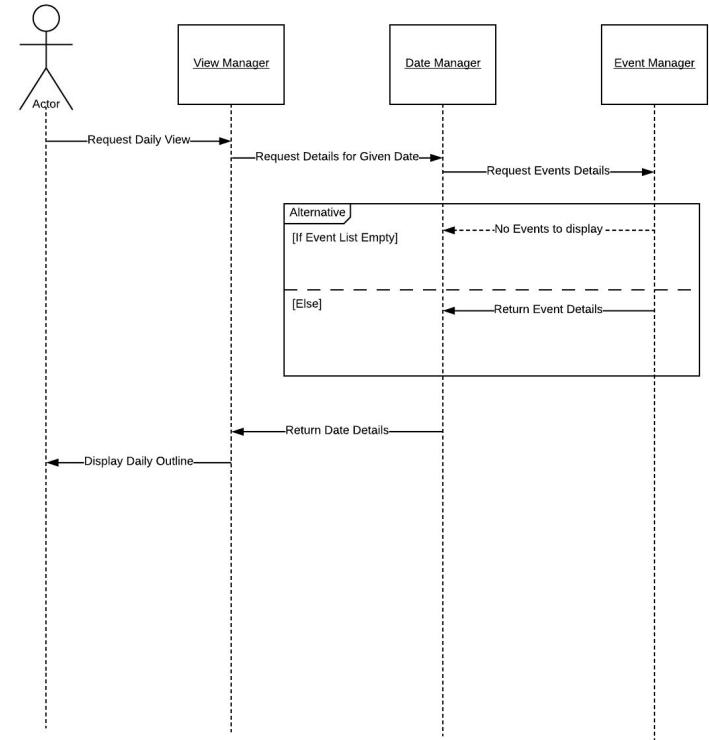 View Manager
Date Manager
Event Manager
Actor
Request Daily View
Request Details for Given Date
Request Events Details
Alternative
No Events to display
[If Event List Empty]
[Else]
Return Event Details
Return Date Details
Display Daily Outline